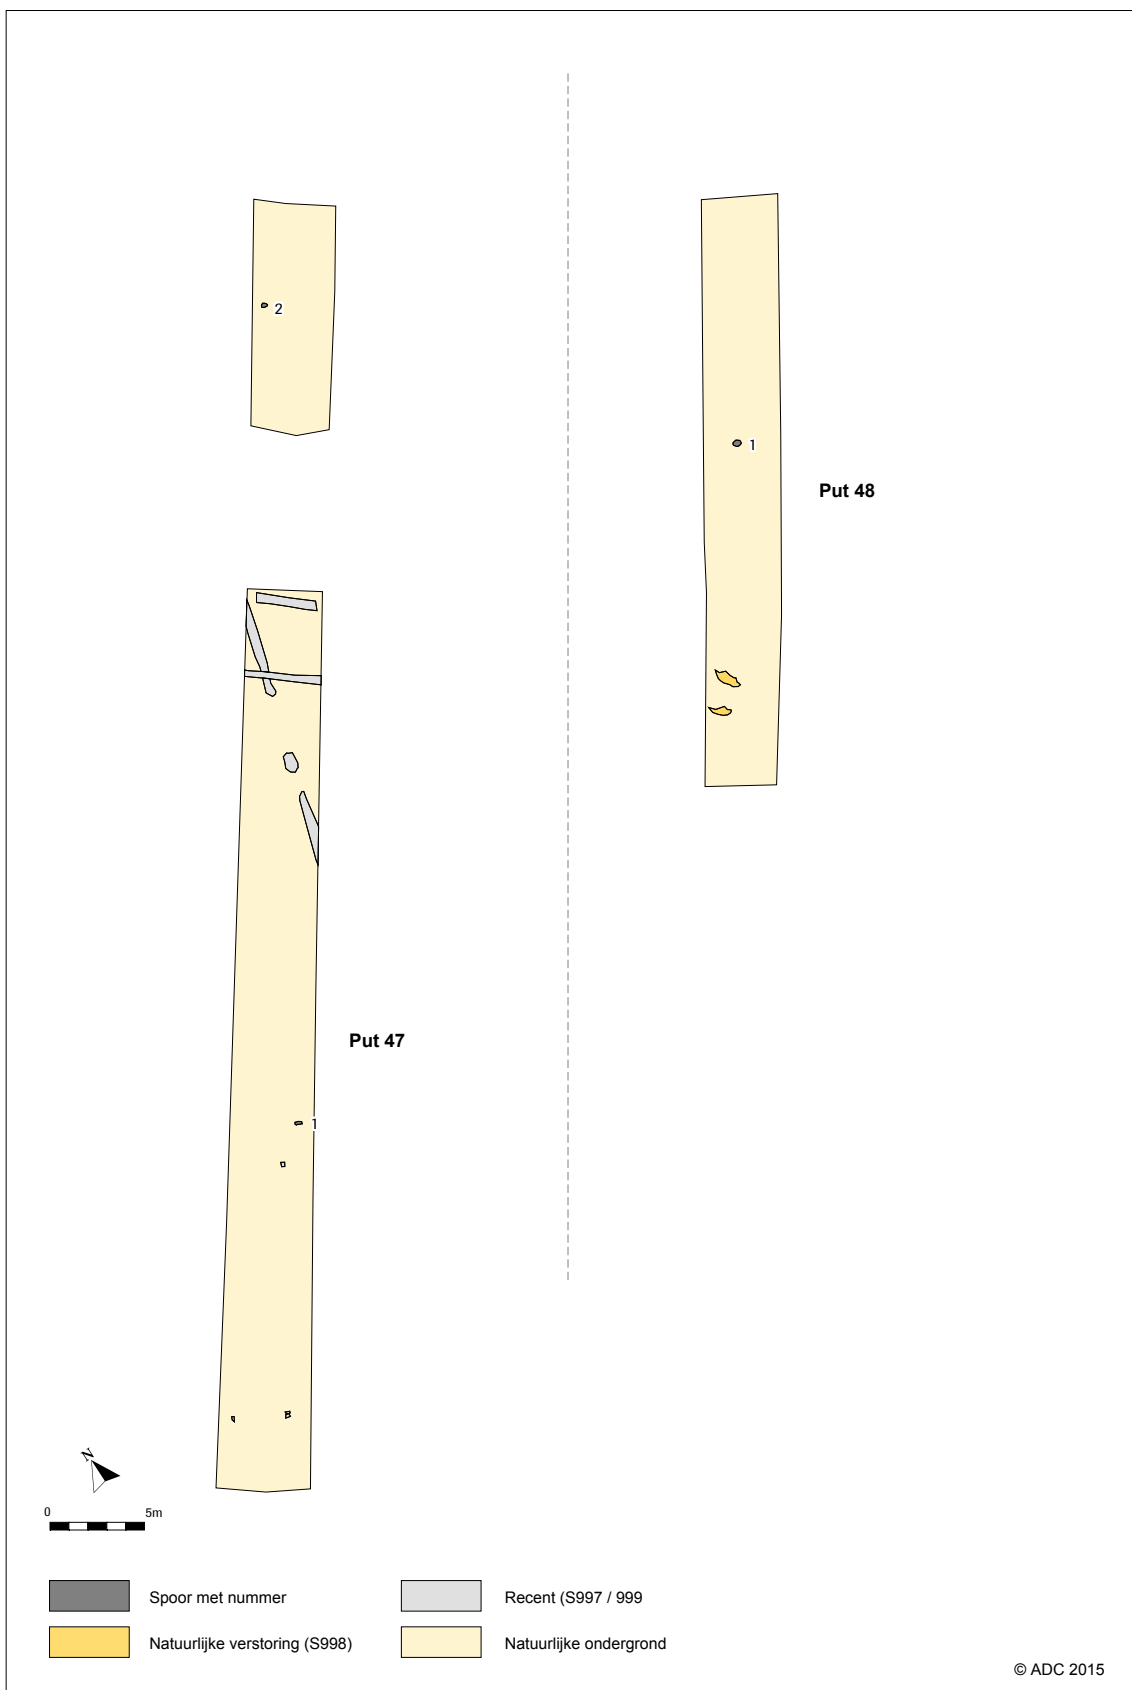 2
1
Put 48
Put 47
1
N
0 5m
Spoor met nummer
Recent (S997 / 999
Natuurlijke verstoring (S998)
Natuurlijke ondergrond
© ADC 2015